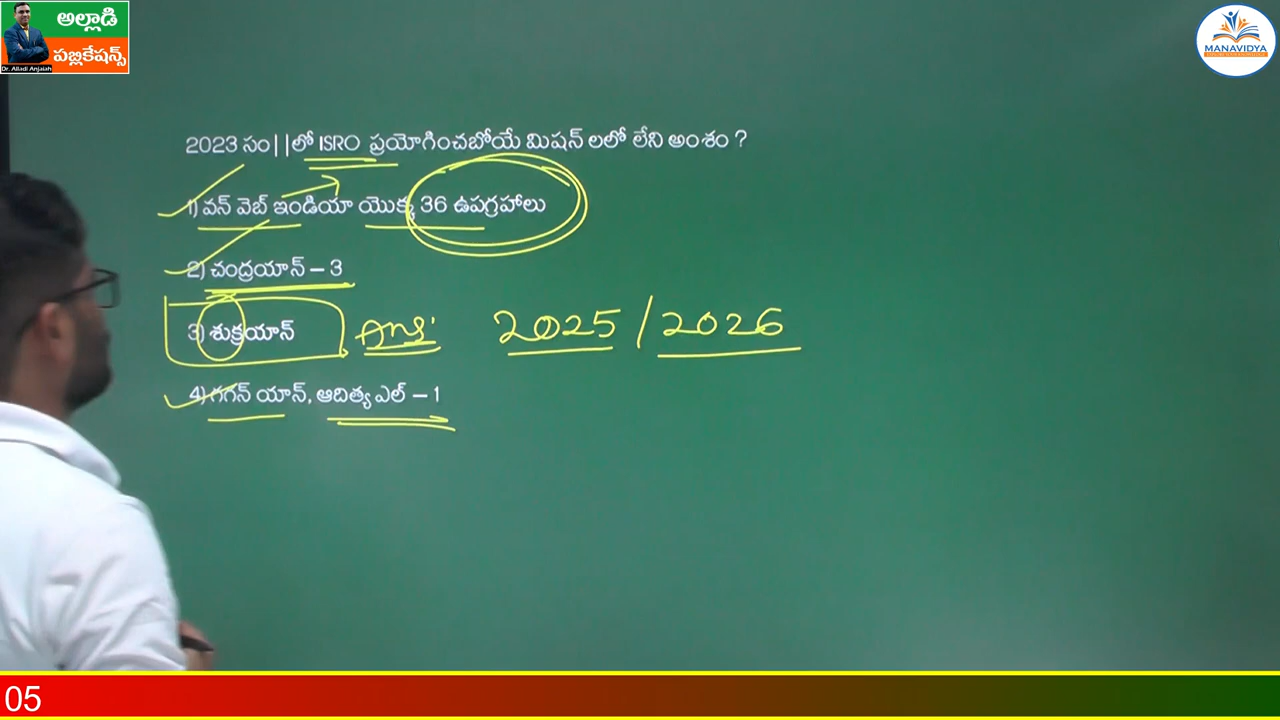 అల్లాడి
పబ్లికేషన్స్
Dr. Alladi Anjaiah
MANAVIDYA
2023 సం||లో ISRO ప్రయోగించబోయే మిషన్ లలో లేని అంశం ?
1) వన్ వెబ్ ఇండియా యొక్క 36 ఉపగ్రహాలు
2) చంద్రయాన్ – 3
3) శుక్రయాన్ Ans: 2025 / 2026
4) గగన్ యాన్, ఆదిత్య ఎల్ – 1
05